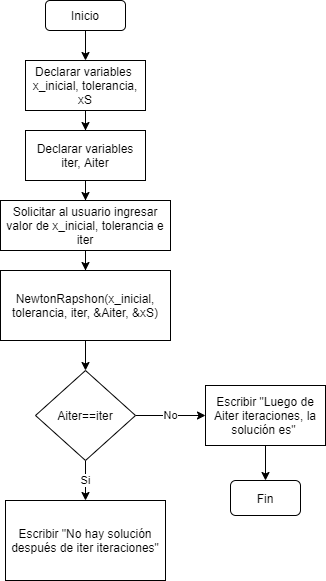 Inicio
Declarar variables
x_inicial, tolerancia,
xS
Declarar variables
iter, Aiter
Solicitar al usuario ingresar
valor de x_inicial, tolerancia e
iter
NewtonRapshon(x_inicial,
tolerancia, iter, &Aiter, &xS)
Aiter==iter
No
Escribir "Luego de
Aiter iteraciones, la
solución es"
Fin
Si
Escribir "No hay solución
después de iter iteraciones"